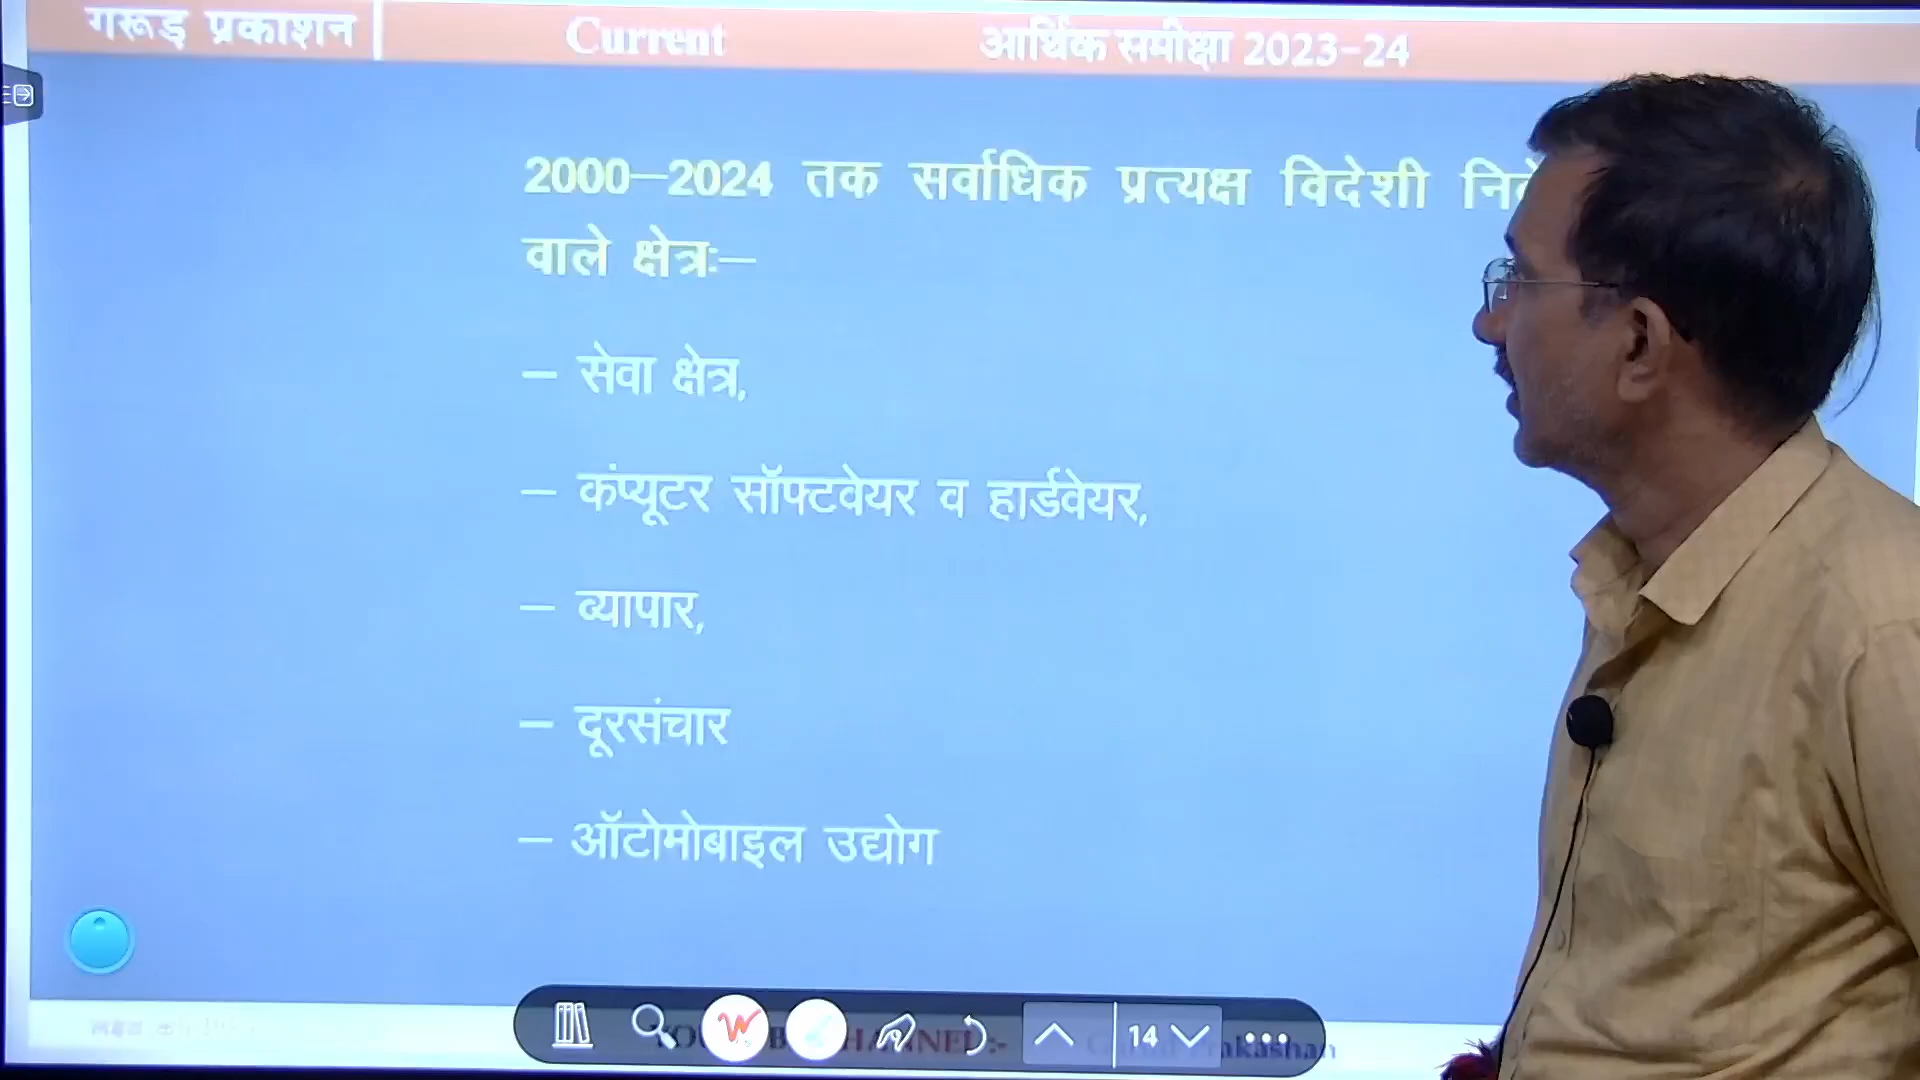 गरूड़ प्रकाशन Current आर्थिक समीक्षा 2023-24
2000–2024 तक सर्वाधिक प्रत्यक्ष विदेशी
वाले क्षेत्रः–
– सेवा क्षेत्र,
– कंप्यूटर सॉफ्टवेयर व हार्डवेयर,
– व्यापार,
– दूरसंचार
– ऑटोमोबाइल उद्योग
14